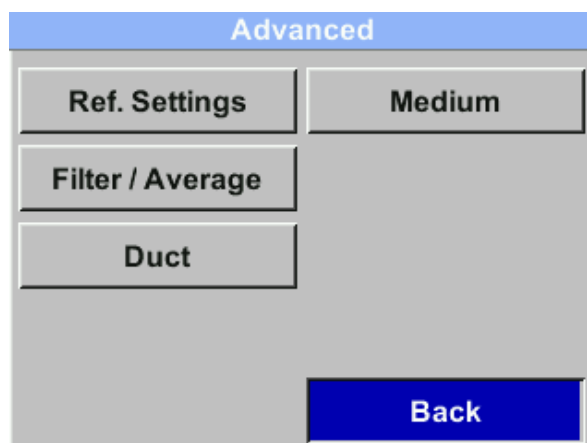 Advanced
Ref. Settings
Medium
Filter / Average
Duct
Back